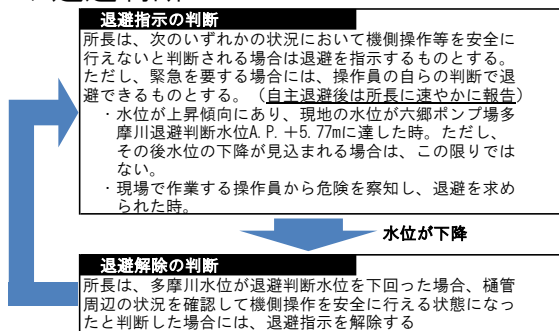 退避指示の判断
所長は、次のいずれかの状況において機側操作等を安全に
行えないと判断される場合は退避を指示するものとする。
ただし、緊急を要する場合には、操作員の自らの判断で退
避できるものとする。（自主退避後は所長に速やかに報告）
・水位が上昇傾向にあり、現地の水位が六郷ポンプ場多
摩川退避判断水位A.P.＋5.77mに達した時。ただし、
その後水位の下降が見込まれる場合は、この限りでは
ない。
・現場で作業する操作員から危険を察知し、退避を求め
られた時。
水位が下降
退避解除の判断
所長は、多摩川水位が退避判断水位を下回った場合、樋管
周辺の状況を確認して機側操作を安全に行える状態になっ
たと判断した場合には、退避指示を解除する